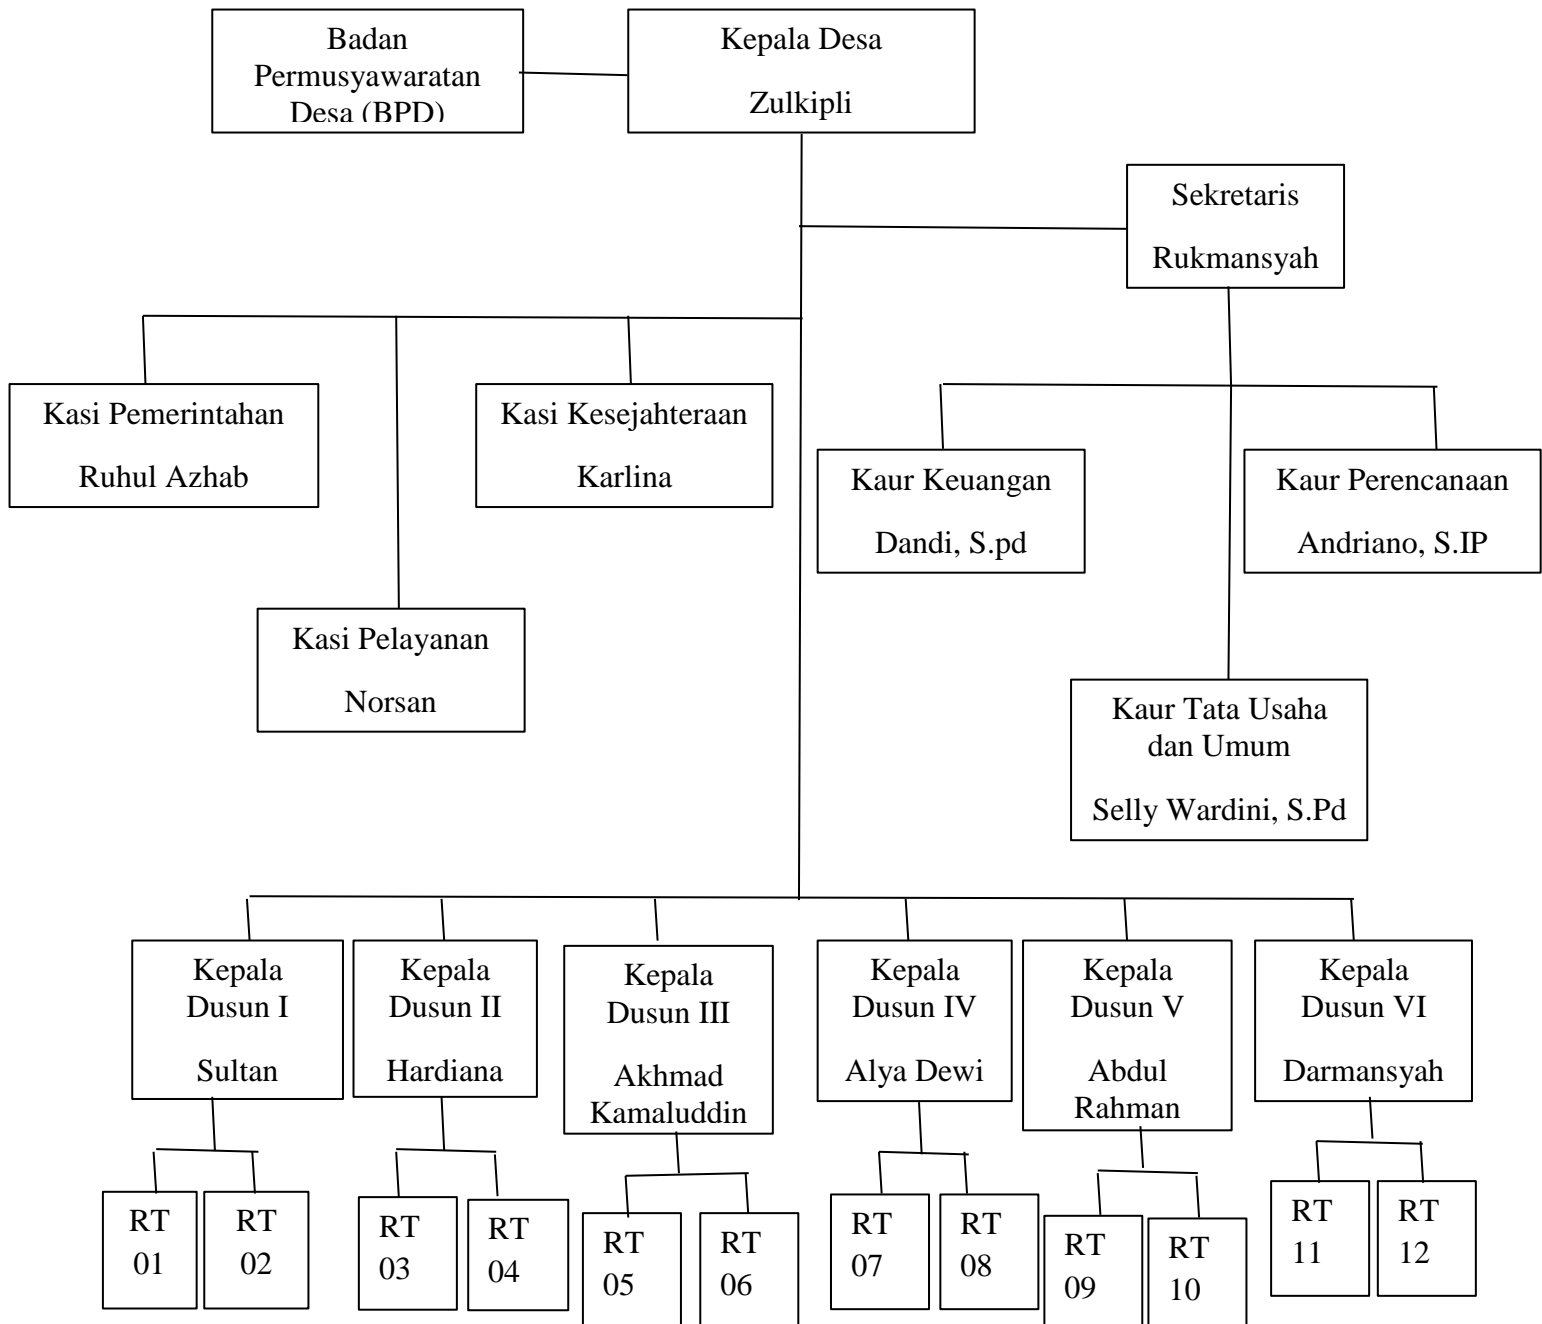 Badan
Permusyawaratan
Desa (BPD)
Kepala Desa
Zulkipli
Sekretaris
Rukmansyah
Kasi Pemerintahan
Ruhul Azhab
Kasi Kesejahteraan
Karlina
Kaur Keuangan
Dandi, S.pd
Kaur Perencanaan
Andriano, S.IP
Kasi Pelayanan
Norsan
Kaur Tata Usaha
dan Umum
Selly Wardini, S.Pd
Kepala
Dusun I
Sultan
Kepala
Dusun II
Hardiana
Kepala
Dusun III
Akhmad
Kamaluddin
Kepala
Dusun IV
Alya Dewi
Kepala
Dusun V
Abdul
Rahman
Kepala
Dusun VI
Darmansyah
RT
01
RT
02
RT
03
RT
04
RT
05
RT
06
RT
07
RT
08
RT
09
RT
10
RT
11
RT
12